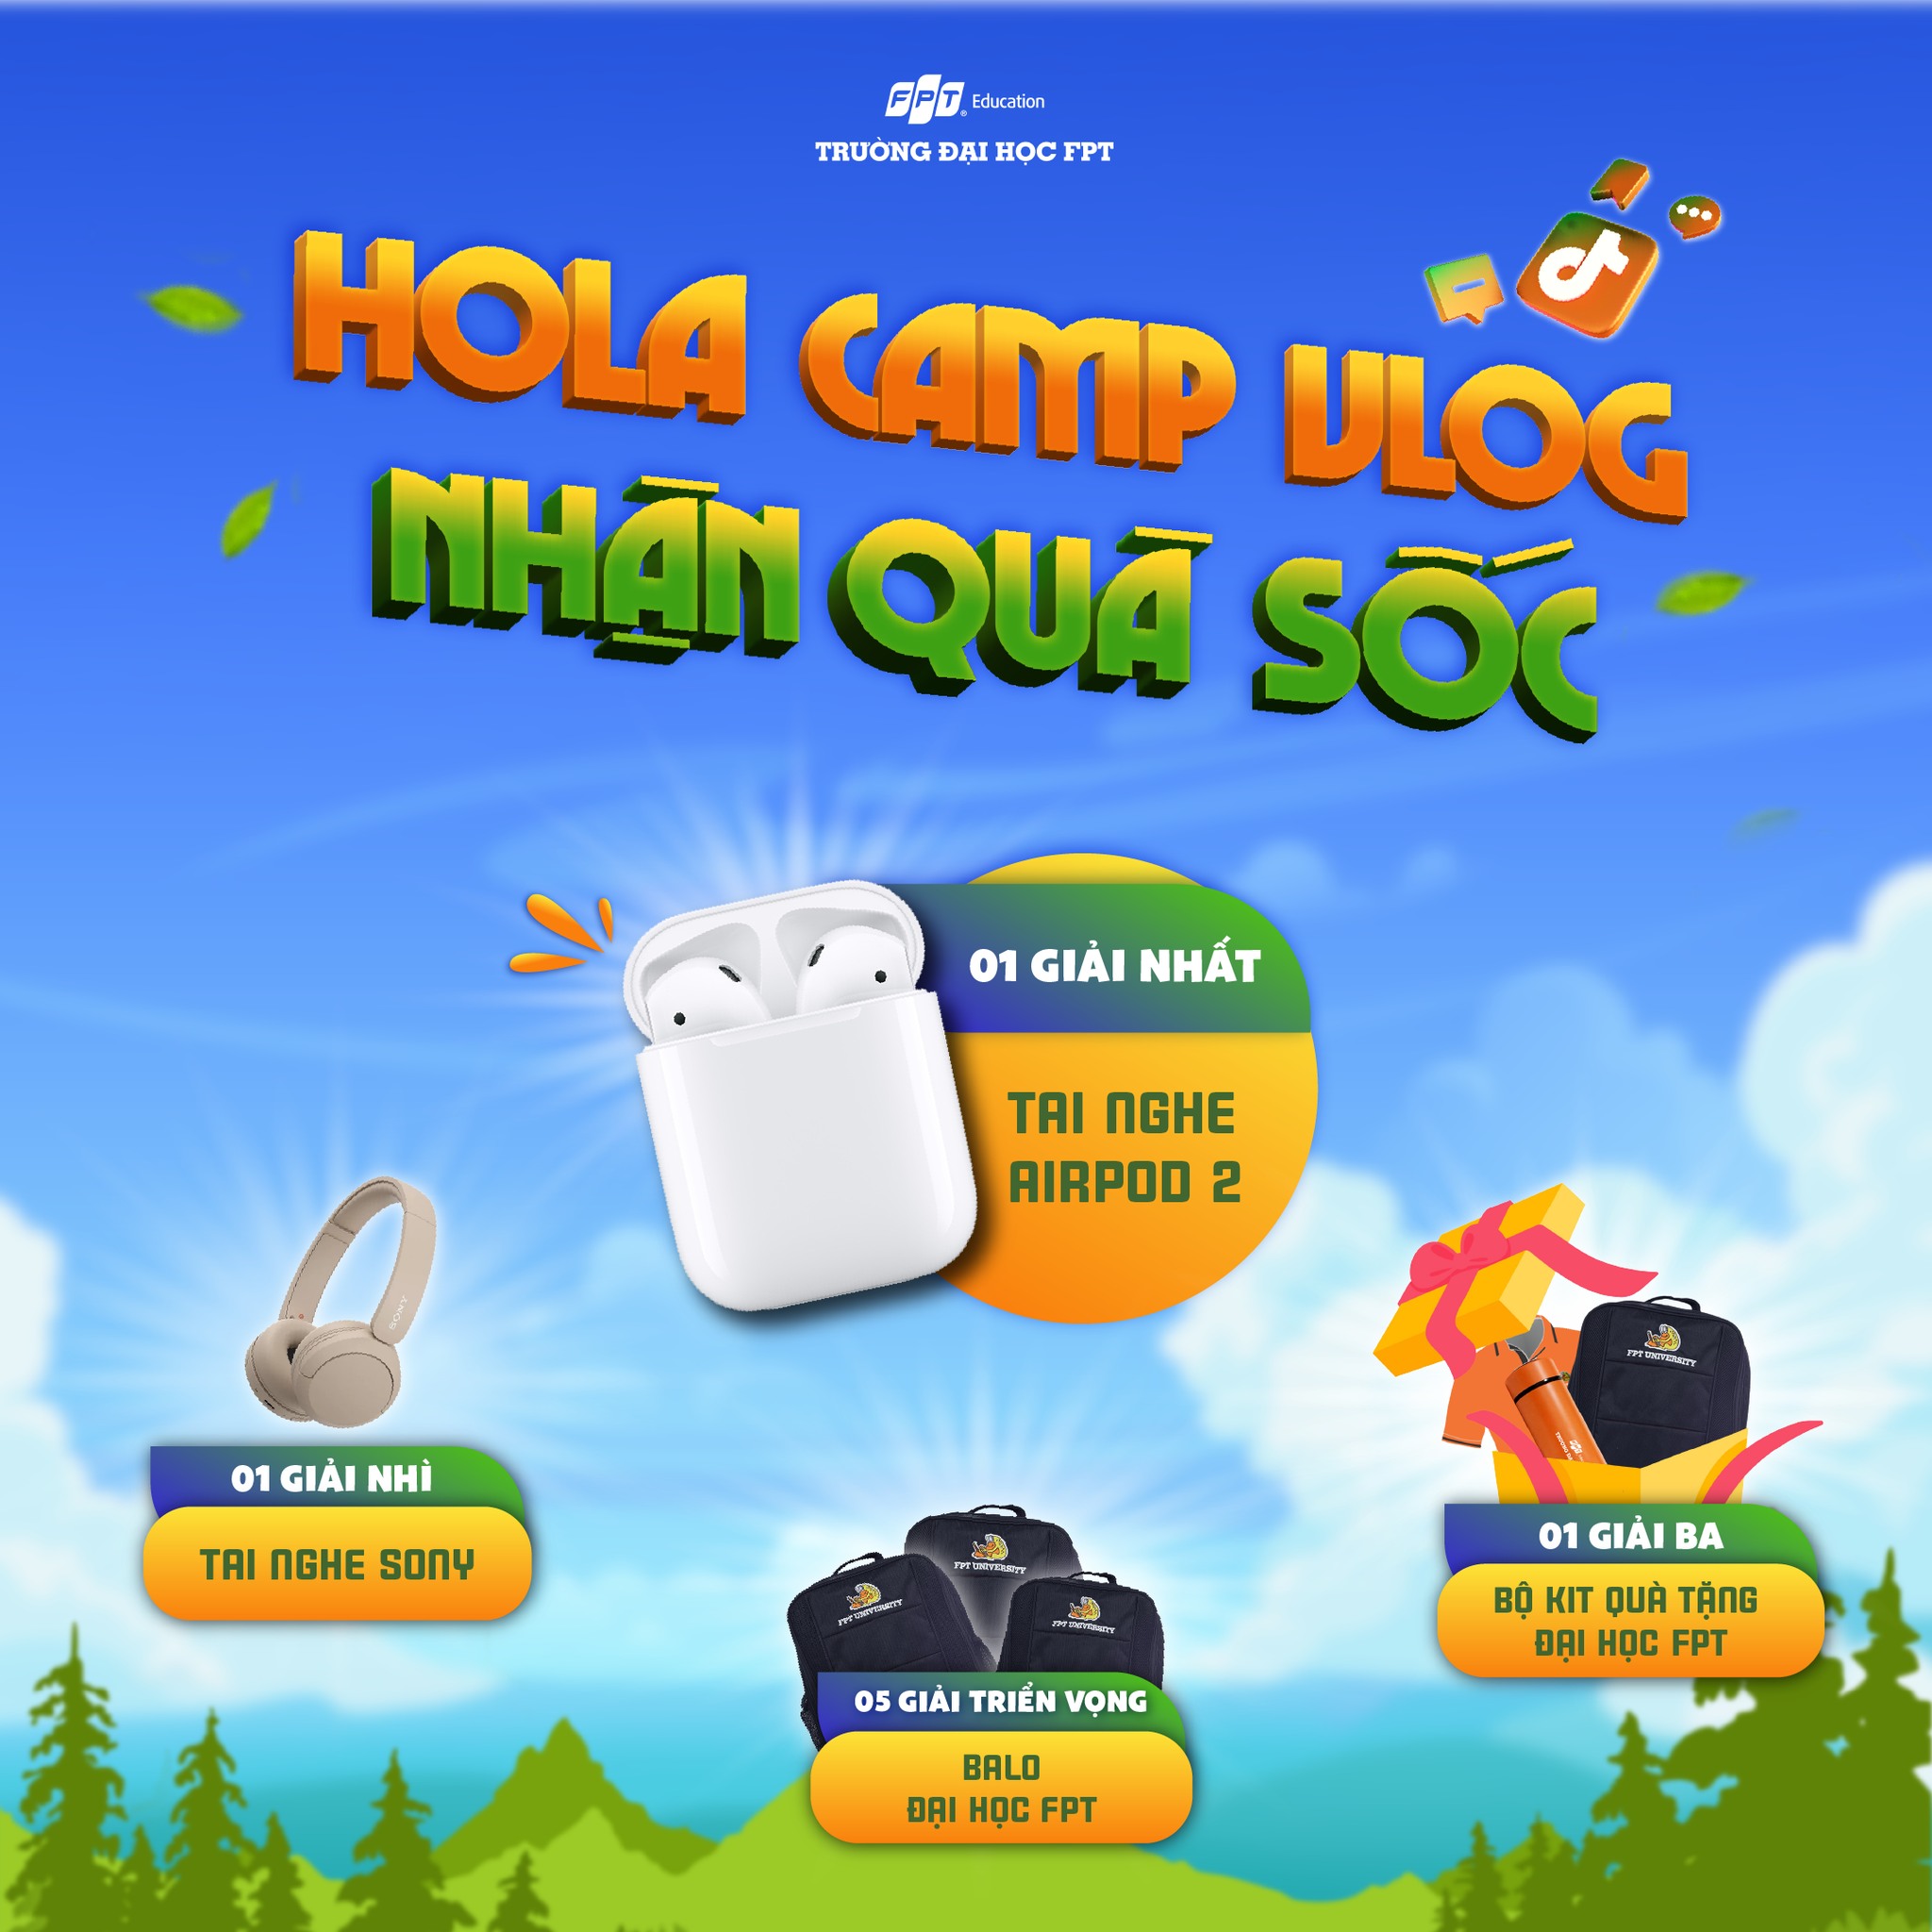 FPT Education
TRƯỜNG ĐẠI HỌC FPT
HOLA CAMP VLOG
NHẬN QUÀ SỐC
01 GIẢI NHẤT
TAI NGHE
AIRPOD 2
SONY
01 GIẢI NHÌ
TAI NGHE SONY
FPT UNIVERSITY
01 GIẢI BA
BỘ KIT QUÀ TẶNG
ĐẠI HỌC FPT
FPT UNIVERSITY
FPT UNIVERSITY
FPT UNIVERSITY
05 GIẢI TRIỂN VỌNG
BALO
ĐẠI HỌC FPT